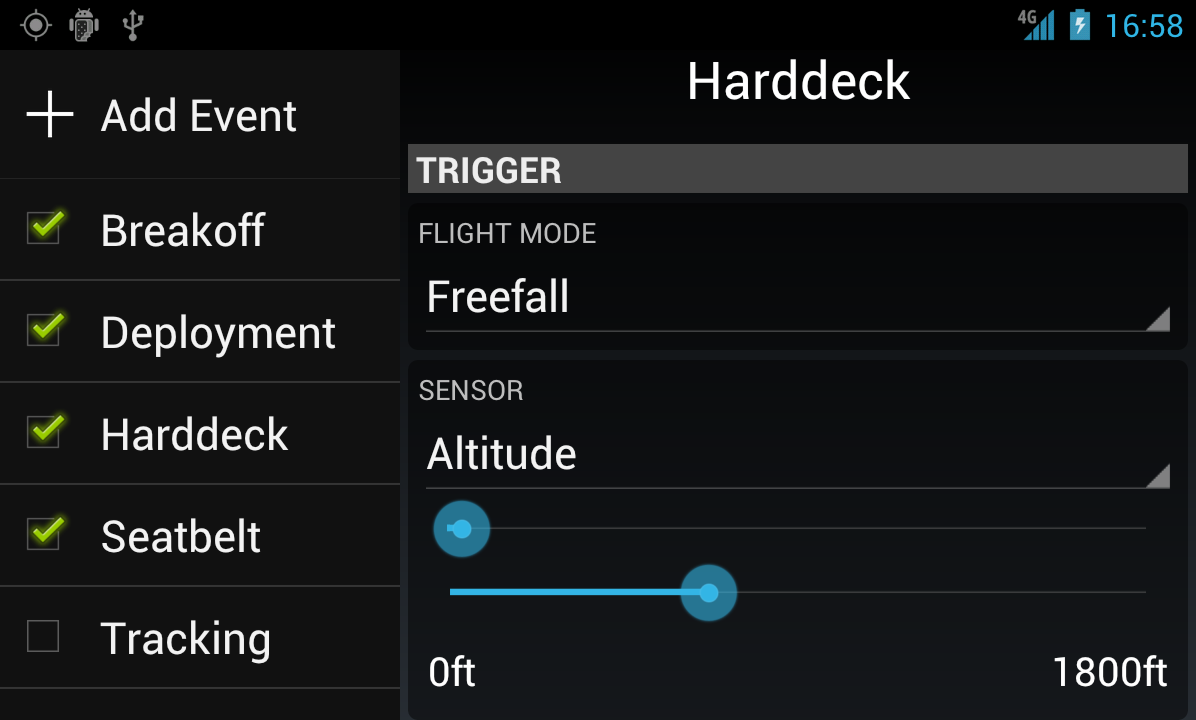 4G 16:58
Add Event
Breakoff
Deployment
Harddeck
Seatbelt
Tracking
Harddeck
TRIGGER
FLIGHT MODE
Freefall
SENSOR
Altitude
0ft 1800ft